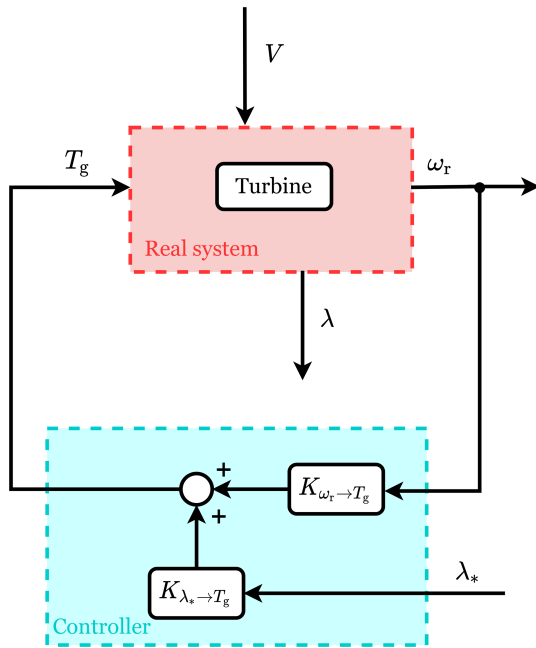 V
T_g
ω_r
Turbine
Real system
λ
+
K_{ω_r→T_g}
+
λ_*
K_{λ_*→T_g}
Controller